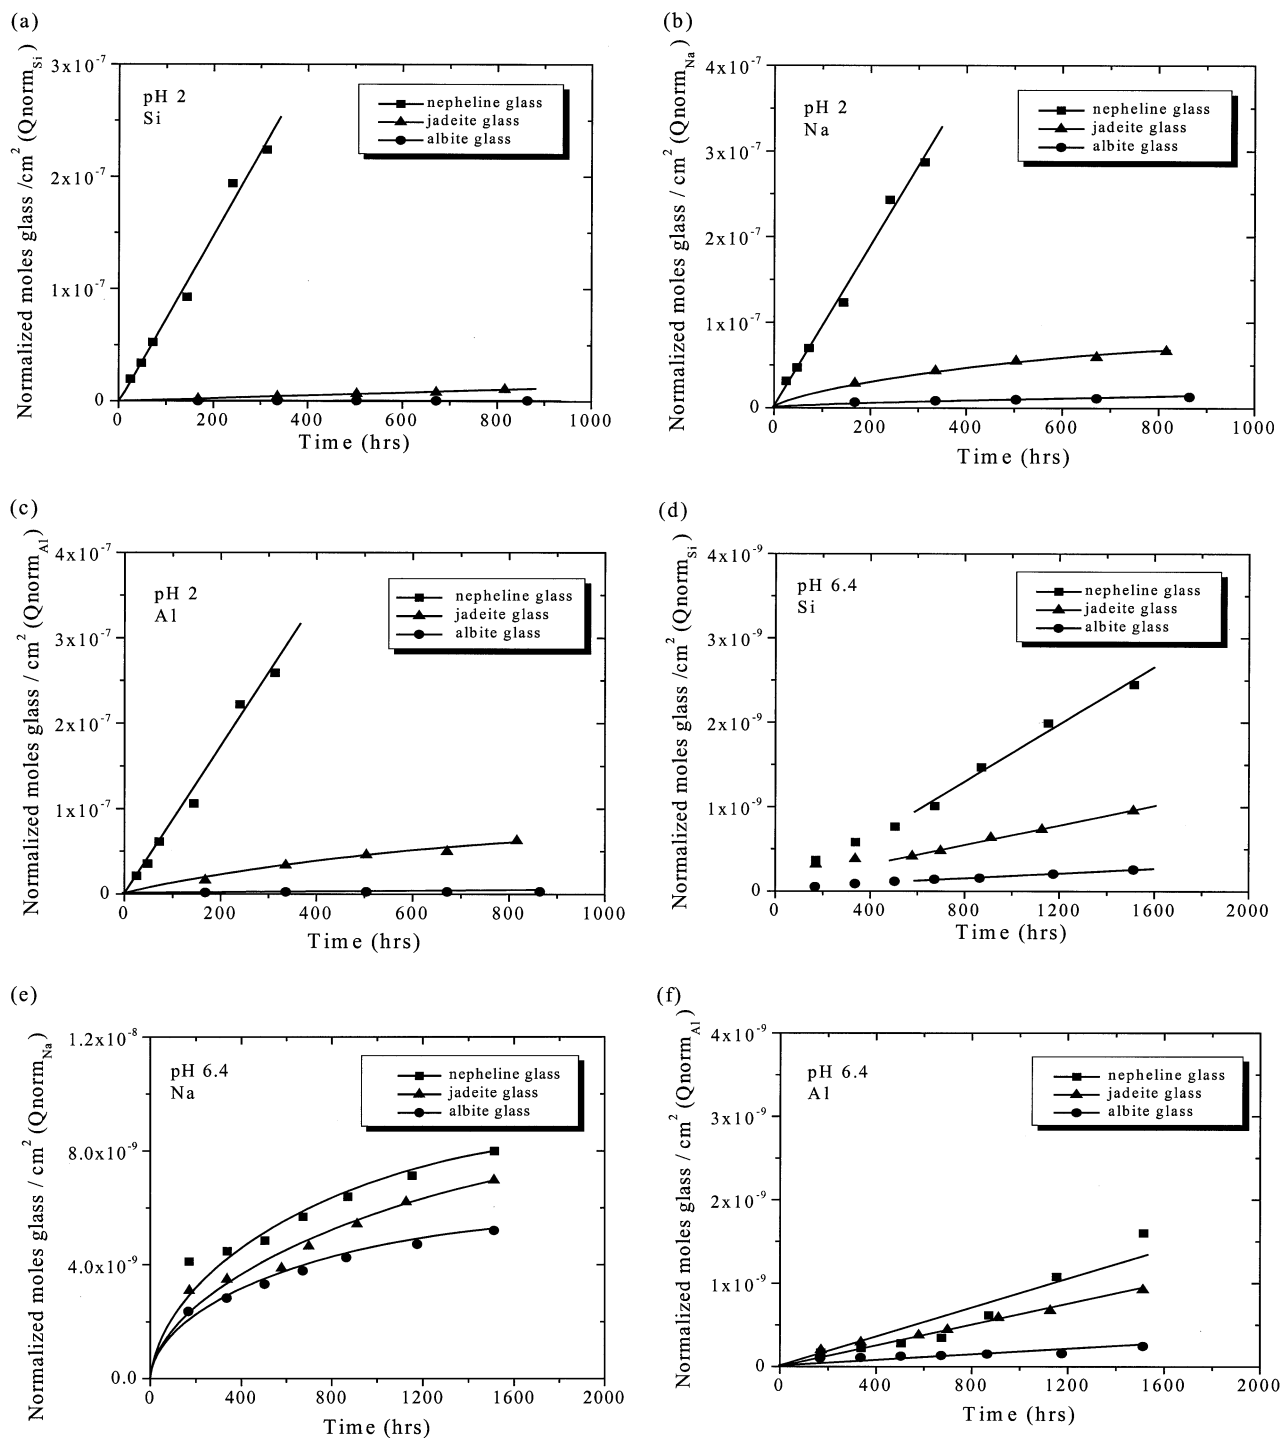 (a)
Normalized moles glass /cm² (Qnorm_Si)
3x10⁻⁷
2x10⁻⁷
1x10⁻⁷
0
pH 2
Si
nepheline glass
jadeite glass
albite glass
0 200 400 600 800 1000
Time (hrs)
(b)
Normalized moles glass / cm² (Qnorm_Na)
4x10⁻⁷
3x10⁻⁷
2x10⁻⁷
1x10⁻⁷
0
pH 2
Na
nepheline glass
jadeite glass
albite glass
0 200 400 600 800 1000
Time (hrs)
(c)
Normalized moles glass / cm² (Qnorm_Al)
4x10⁻⁷
3x10⁻⁷
2x10⁻⁷
1x10⁻⁷
0
pH 2
Al
nepheline glass
jadeite glass
albite glass
0 200 400 600 800 1000
Time (hrs)
(d)
Normalized moles glass / cm² (Qnorm_Si)
4x10⁻⁹
3x10⁻⁹
2x10⁻⁹
1x10⁻⁹
0
pH 6.4
Si
nepheline glass
jadeite glass
albite glass
0 400 800 1200 1600 2000
Time (hrs)
(e)
Normalized moles glass / cm² (Qnorm_Na)
1.2x10⁻⁸
8.0x10⁻⁹
4.0x10⁻⁹
0.0
pH 6.4
Na
nepheline glass
jadeite glass
albite glass
0 400 800 1200 1600 2000
Time (hrs)
(f)
Normalized moles glass / cm² (Qnorm_Al)
4x10⁻⁹
3x10⁻⁹
2x10⁻⁹
1x10⁻⁹
0
pH 6.4
Al
nepheline glass
jadeite glass
albite glass
0 400 800 1200 1600 2000
Time (hrs)